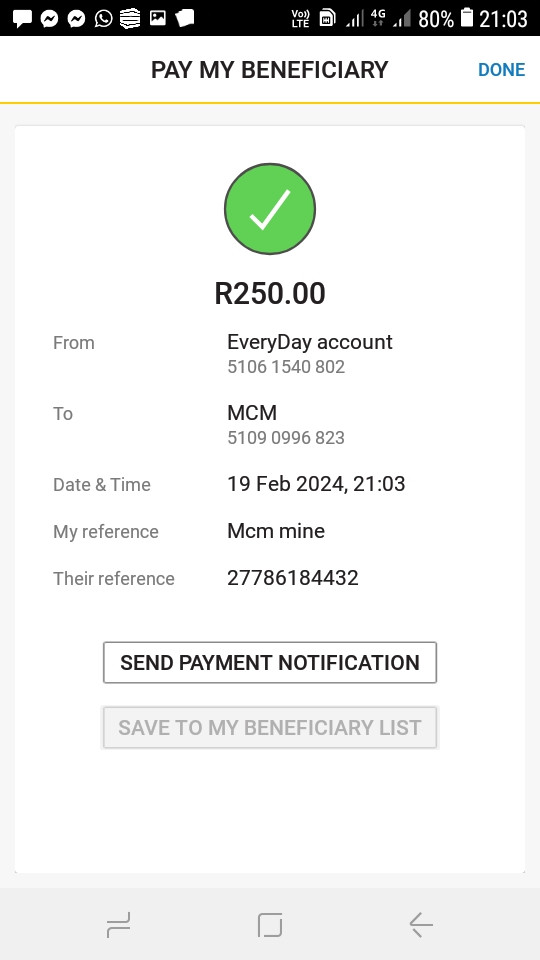 Vo)) LTE 4G 80% 21:03
PAY MY BENEFICIARY DONE
R250.00
From EveryDay account
5106 1540 802
To MCM
5109 0996 823
Date & Time 19 Feb 2024, 21:03
My reference Mcm mine
Their reference 27786184432
SEND PAYMENT NOTIFICATION
SAVE TO MY BENEFICIARY LIST